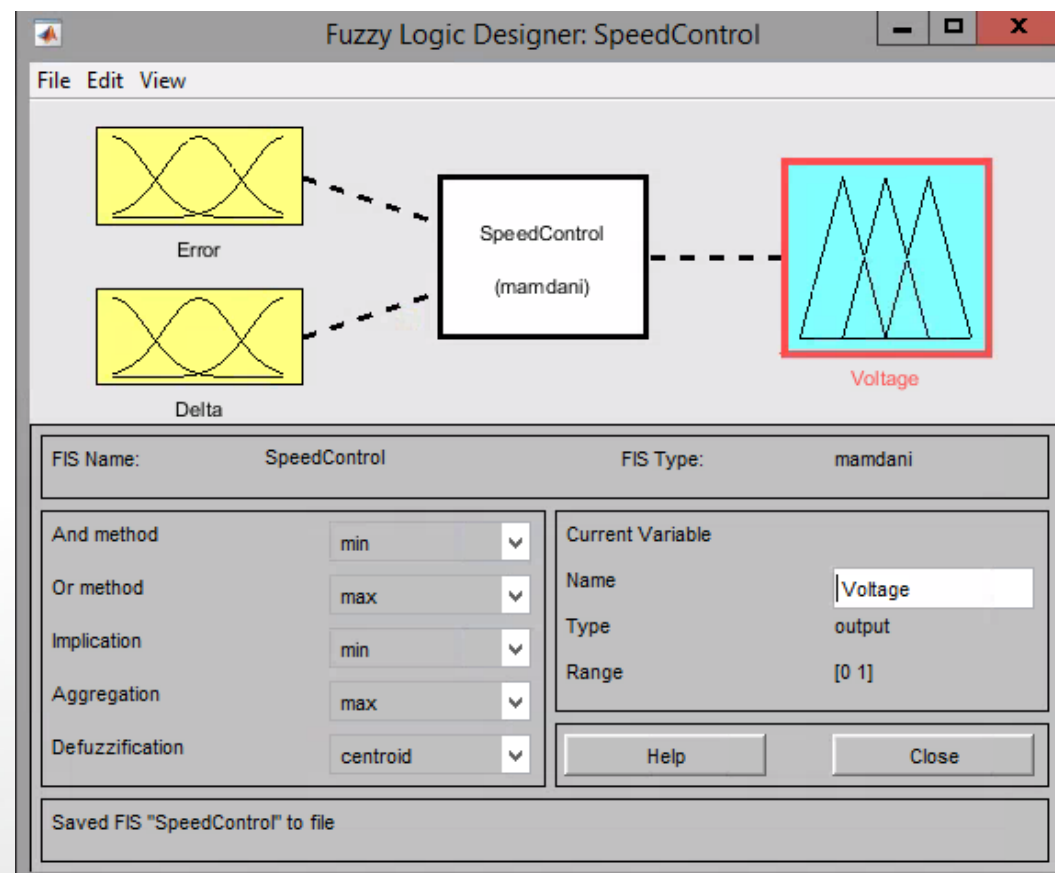 Fuzzy Logic Designer: SpeedControl
File Edit View
Error
SpeedControl
(mamdani)
Voltage
Delta
FIS Name: SpeedControl FIS Type: mamdani
And method min
Or method max
Implication min
Aggregation max
Defuzzification centroid
Current Variable
Name Voltage
Type output
Range [0 1]
Help Close
Saved FIS "SpeedControl" to file